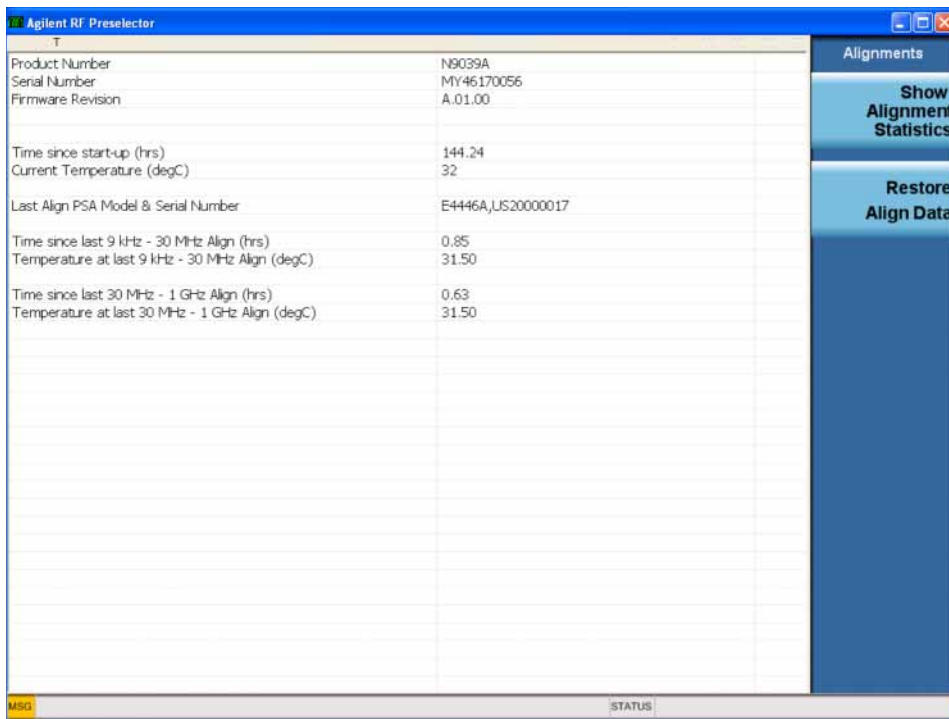 Agilent RF Preselector
T
Alignments
Product Number N9039A
Serial Number MY46170056
Firmware Revision A.01.00
Time since start-up (hrs) 144.24
Current Temperature (degC) 32
Last Align PSA Model & Serial Number E4446A,US20000017
Time since last 9 kHz - 30 MHz Align (hrs) 0.85
Temperature at last 9 kHz - 30 MHz Align (degC) 31.50
Time since last 30 MHz - 1 GHz Align (hrs) 0.63
Temperature at last 30 MHz - 1 GHz Align (degC) 31.50
Show
Alignment
Statistics
Restore
Align Data
MSG
STATUS